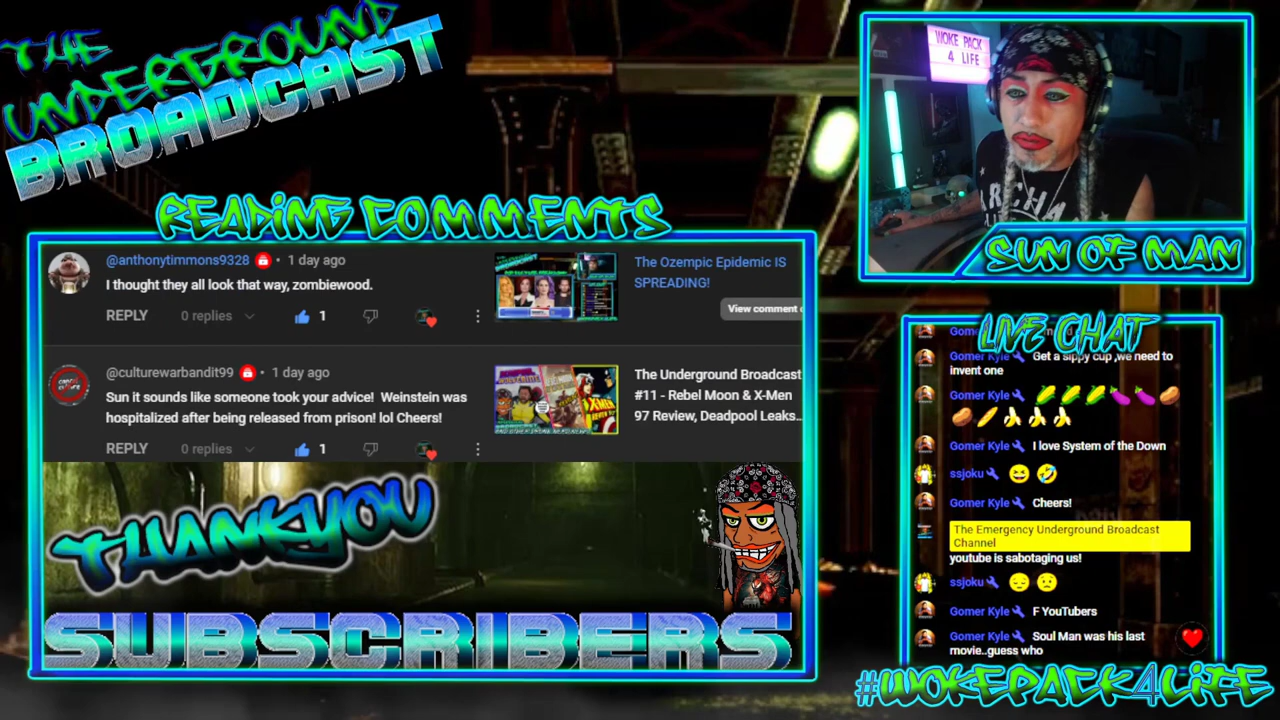 THE
UNDERGROUND
BROADCAST
WOKE PACK
4 LIFE
SUN OF MAN
READING COMMENTS
@anthonytimmons9328 • 1 day ago
I thought they all look that way, zombiewood.
REPLY 0 replies 1
The Ozempic Epidemic IS
SPREADING!
View comment
@culturewarbandit99 • 1 day ago
Sun it sounds like someone took your advice! Weinstein was
hospitalized after being released from prison! lol Cheers!
REPLY 0 replies 1
The Underground Broadcast
#11 - Rebel Moon & X-Men
97 Review, Deadpool Leaks...
THANKYOU
SUBSCRIBERS
LIVE CHAT
Gomer Kyle Get a sippy cup ,we need to
invent one
Gomer Kyle 🌽🌽🌽🍆🍆🥜
🥜🥖🍌🍌🍌
Gomer Kyle I love System of the Down
ssjoku 😆 🤣
Gomer Kyle Cheers!
The Emergency Underground Broadcast
Channel
youtube is sabotaging us!
ssjoku 😔 😟
Gomer Kyle F YouTubers
Gomer Kyle Soul Man was his last
movie..guess who
#WOKEPACK4LIFE